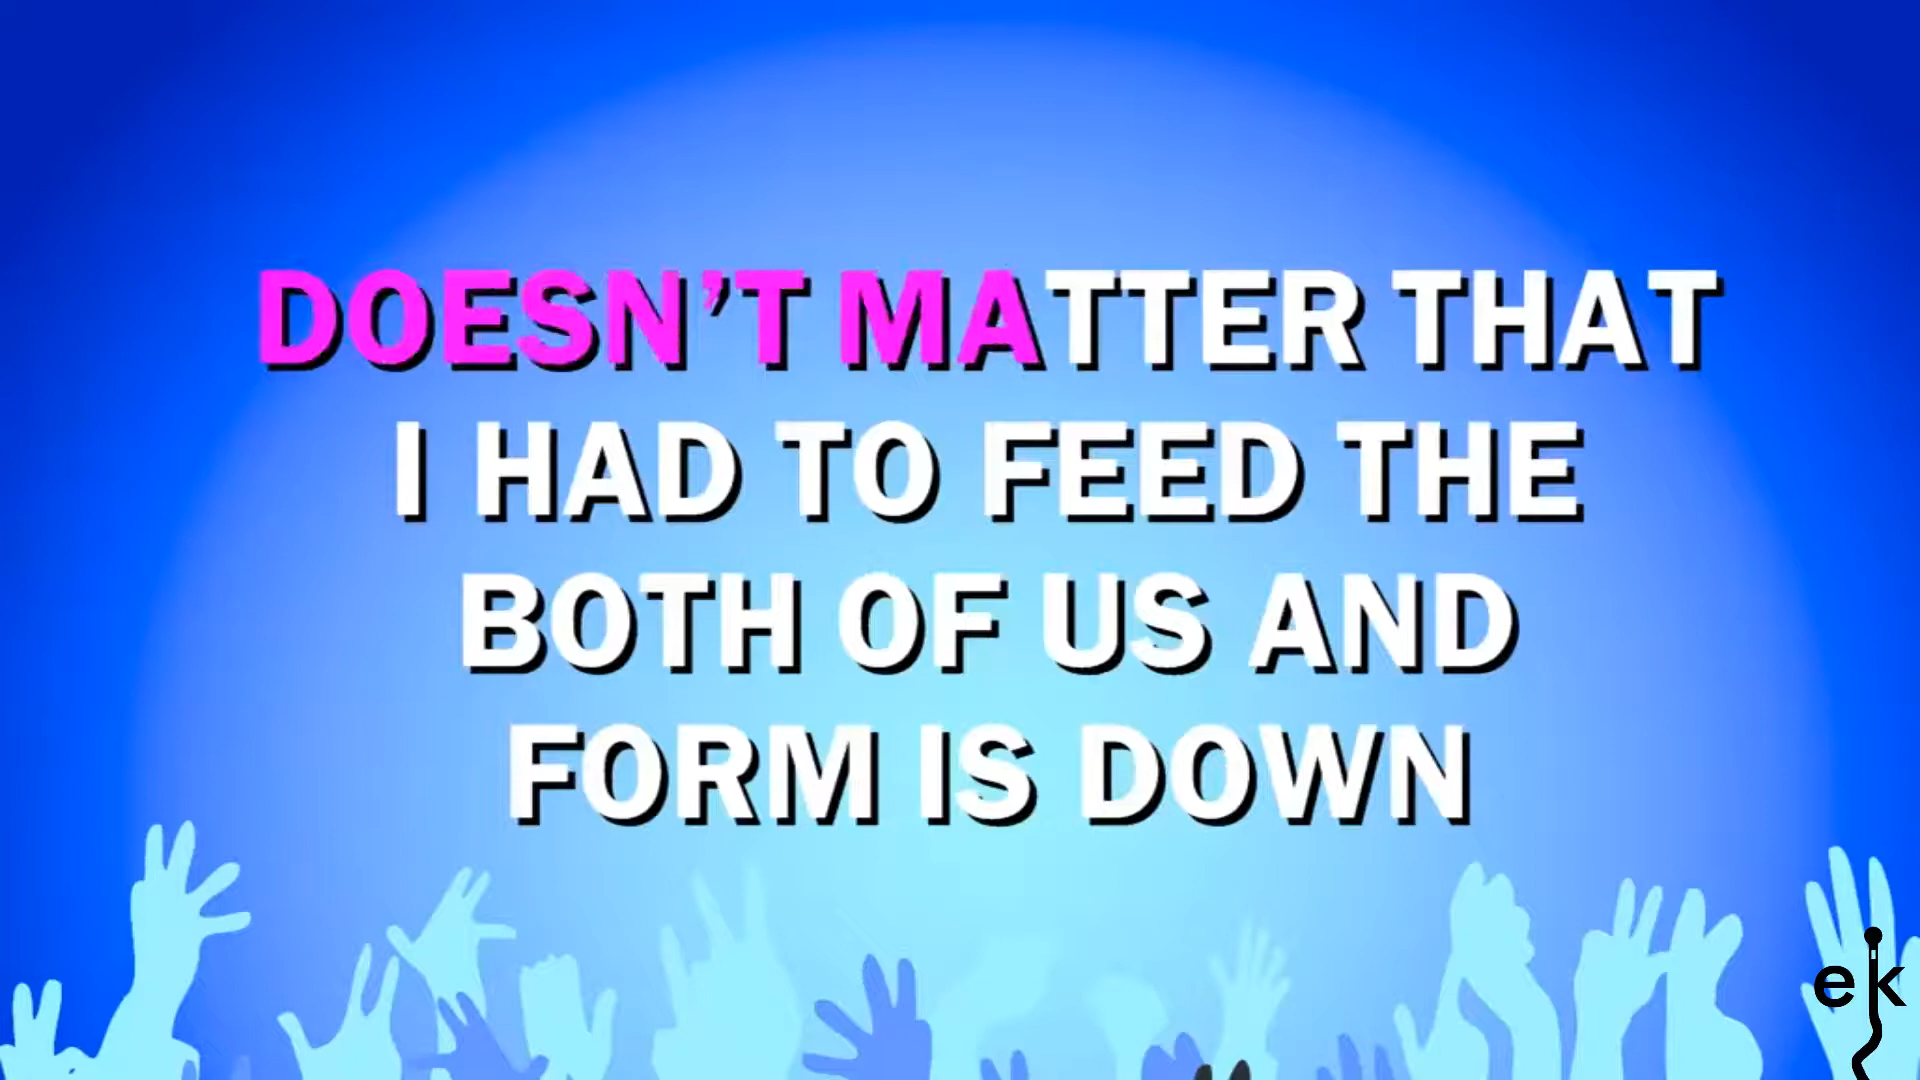 DOESN'T MATTER THAT
I HAD TO FEED THE
BOTH OF US AND
FORM IS DOWN
ek